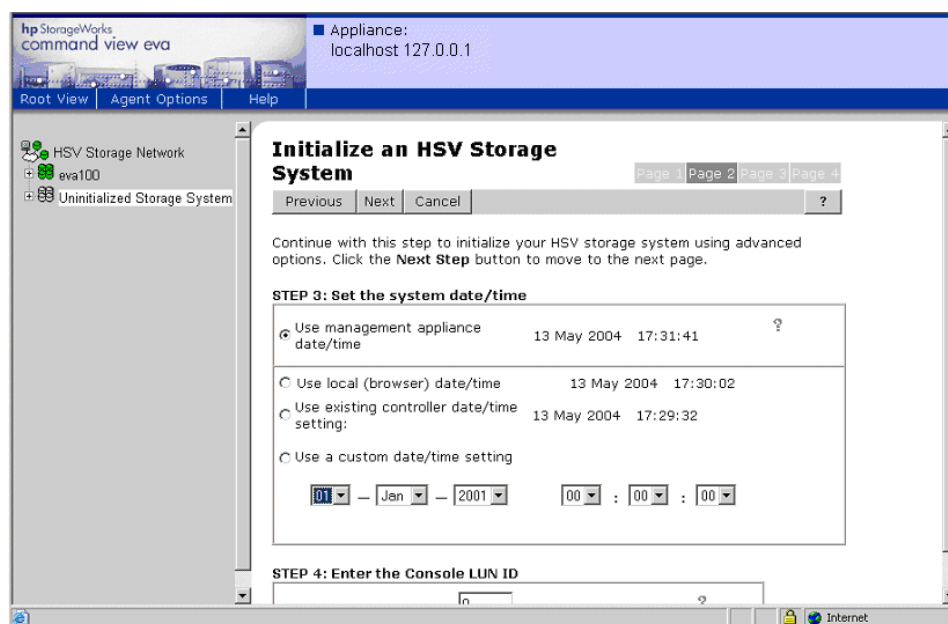 hp StorageWorks
command view eva
Appliance:
localhost 127.0.0.1
Root View Agent Options Help
HSV Storage Network
eva100
Uninitialized Storage System
Initialize an HSV Storage
System
Page 1 Page 2 Page 3 Page 4
Previous Next Cancel ?
Continue with this step to initialize your HSV storage system using advanced
options. Click the Next Step button to move to the next page.
STEP 3: Set the system date/time
Use management appliance
date/time 13 May 2004 17:31:41 ?
Use local (browser) date/time 13 May 2004 17:30:02
Use existing controller date/time
setting: 13 May 2004 17:29:32
Use a custom date/time setting
01 – Jan – 2001 00 : 00 : 00
STEP 4: Enter the Console LUN ID
0 ?
Internet